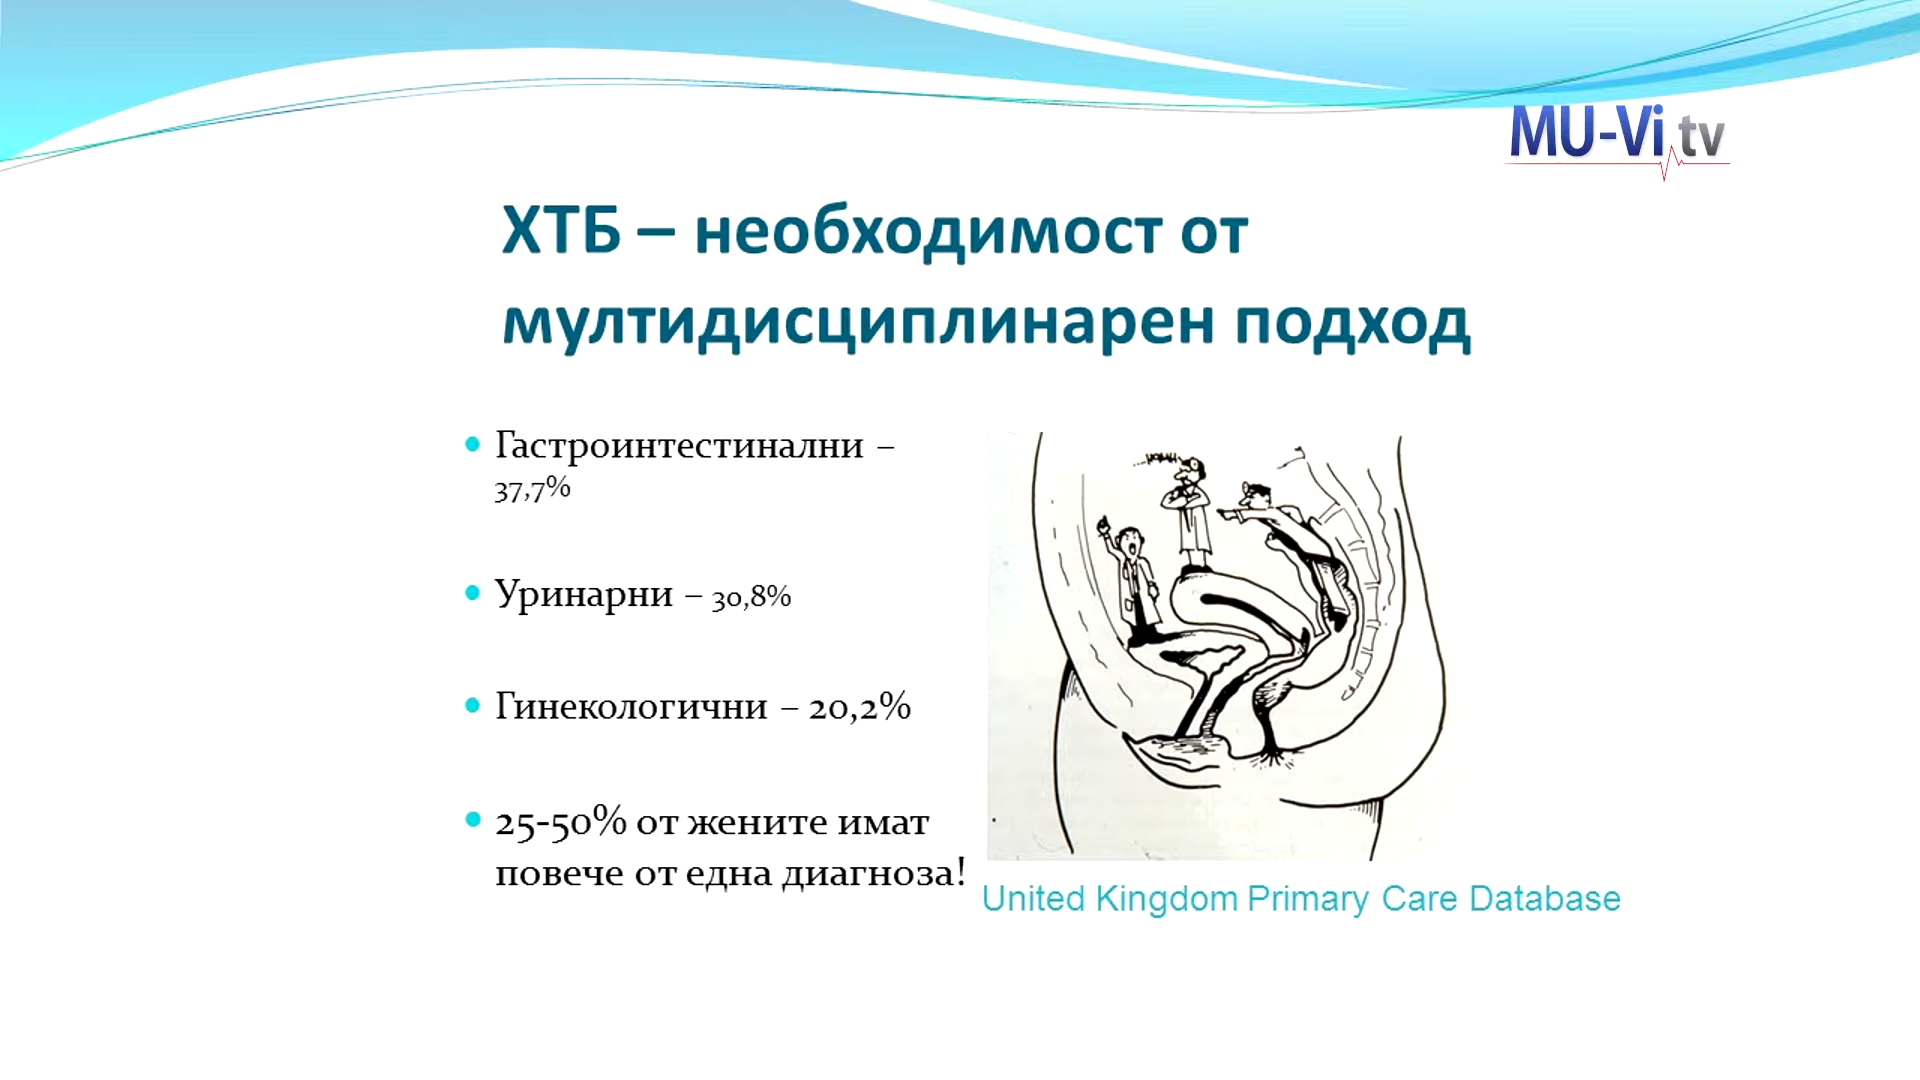 MU-Vi tv
ХТБ – необходимост от
мултидисциплинарен подход
Гастроинтестинални –
37,7%
Уринарни – 30,8%
Гинекологични – 20,2%
25-50% от жените имат
повече от една диагноза!
United Kingdom Primary Care Database